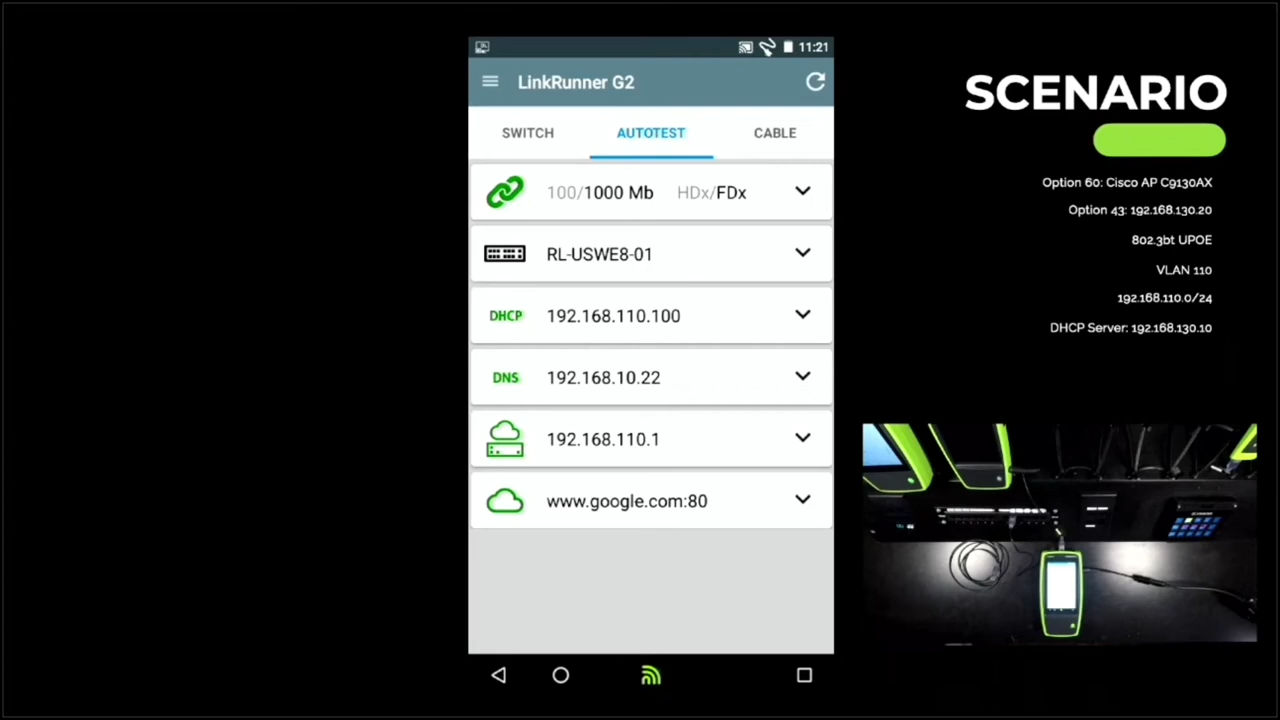 11:21
LinkRunner G2
SWITCH
AUTOTEST
CABLE
100/1000 Mb HDx/FDx
RL-USWE8-01
DHCP
192.168.110.100
DNS
192.168.10.22
192.168.110.1
www.google.com:80
SCENARIO
Option 60: Cisco AP C9130AX
Option 43: 192.168.130.20
802.3bt UPOE
VLAN 110
192.168.110.0/24
DHCP Server: 192.168.130.10